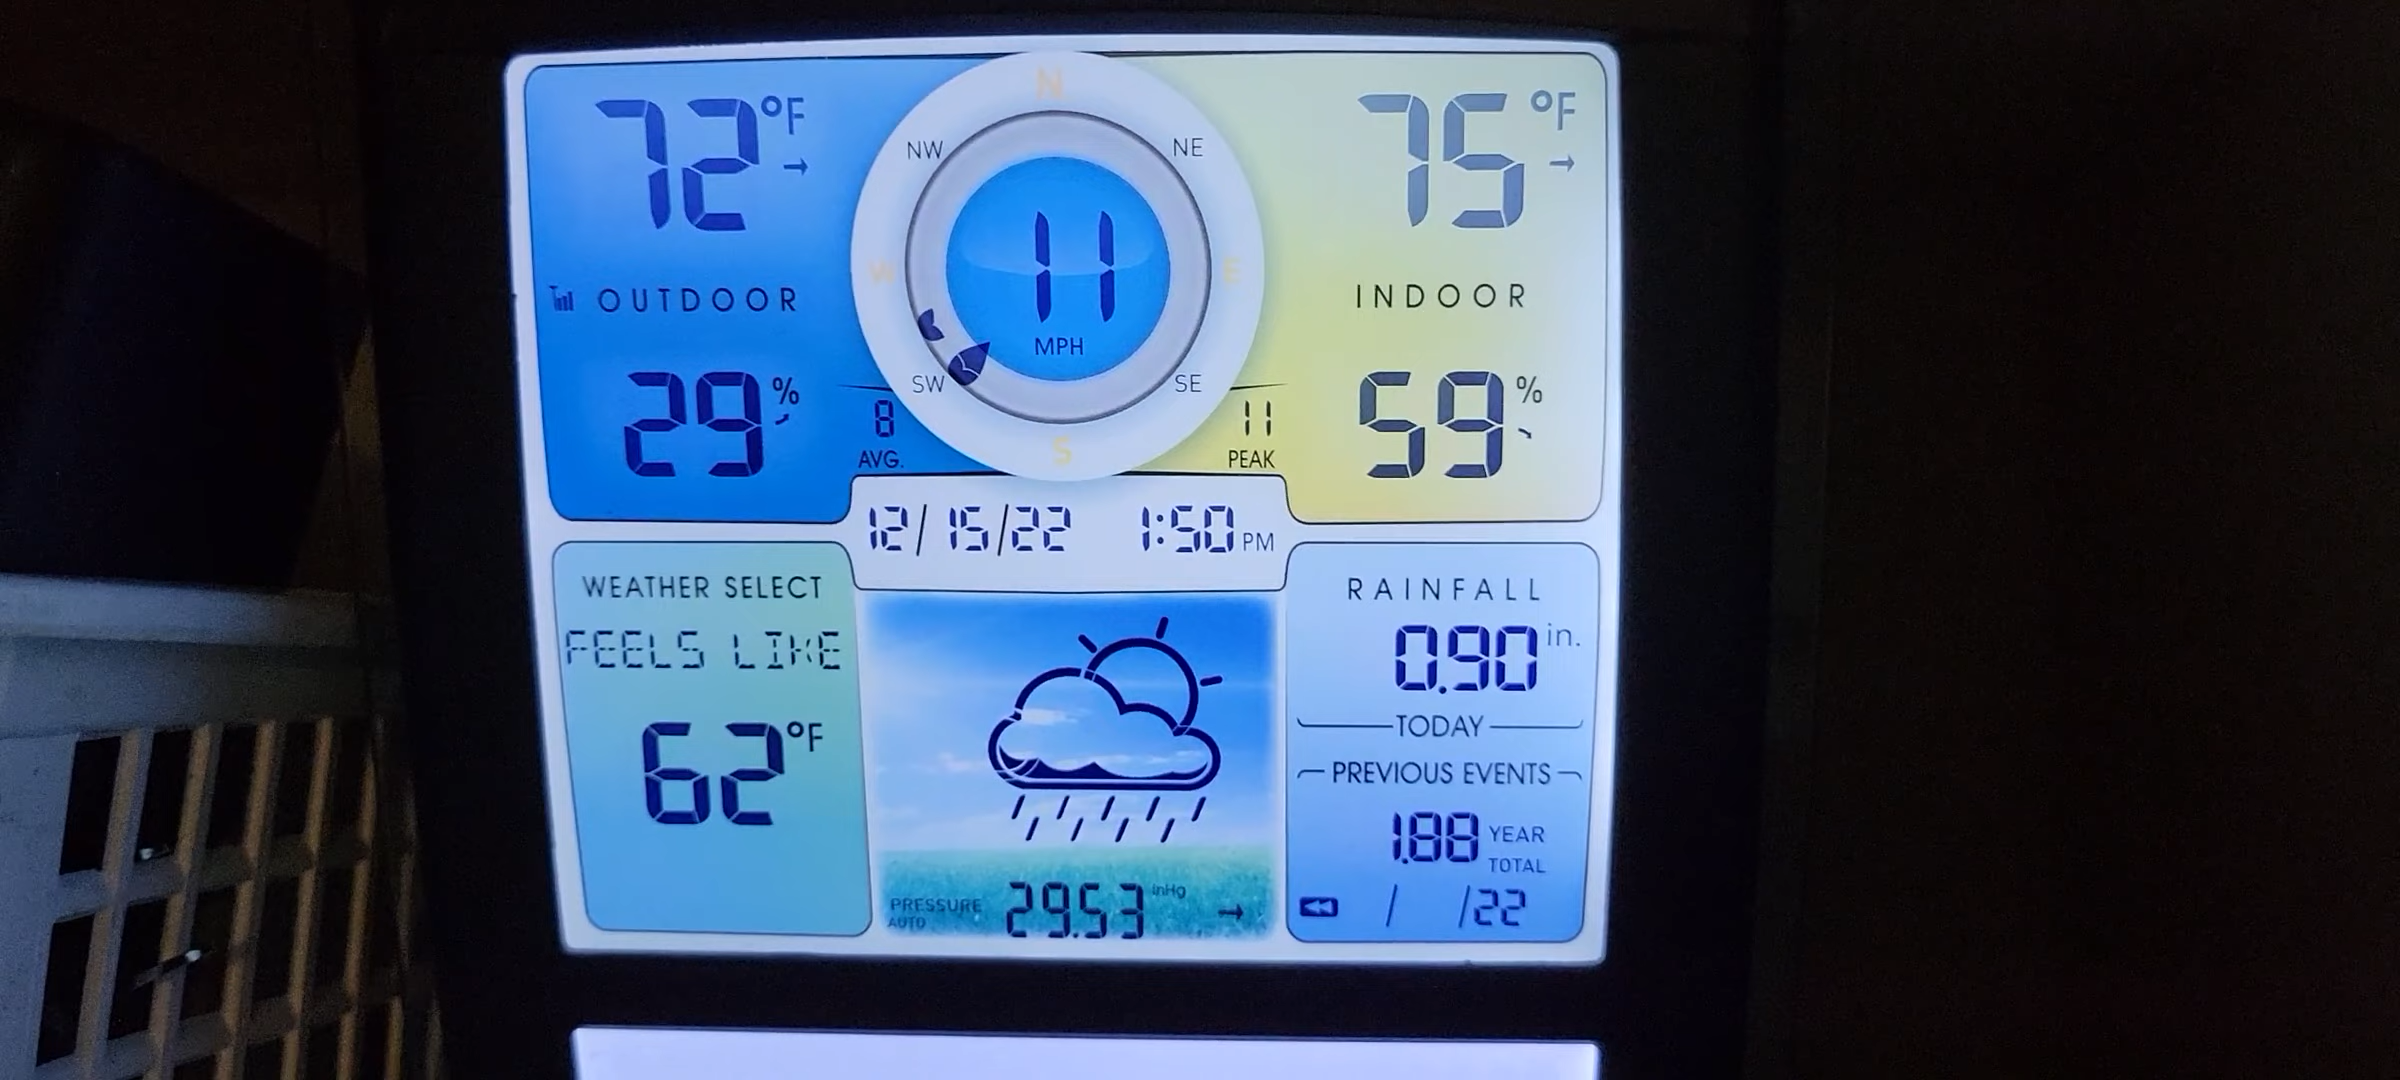 72 °F →
OUTDOOR
29 %
N
NW NE
W E
11
MPH
SW SE
S
8
AVG.
11
PEAK
75 °F →
INDOOR
59 %
12/15/22 1:50 PM
WEATHER SELECT
FEELS LIKE
62 °F
PRESSURE
AUTO
29.53 inHg →
RAINFALL
0.90 in.
TODAY
PREVIOUS EVENTS
1.88 YEAR
TOTAL
/ /22